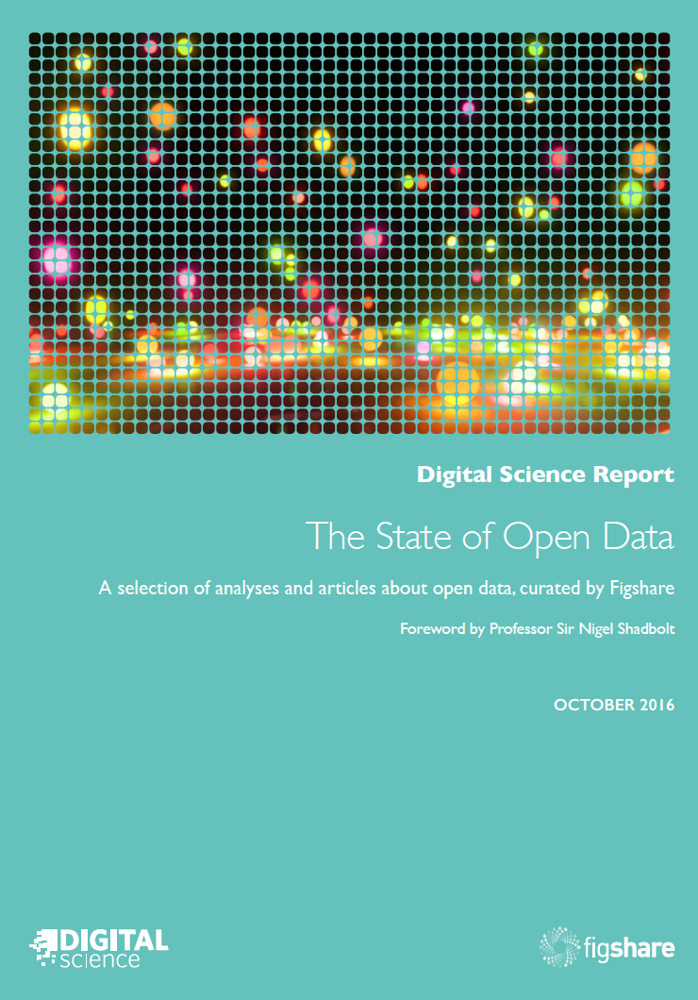 Digital Science Report
The State of Open Data
A selection of analyses and articles about open data, curated by Figshare
Foreword by Professor Sir Nigel Shadbolt
OCTOBER 2016
DIGITAL
science
figshare